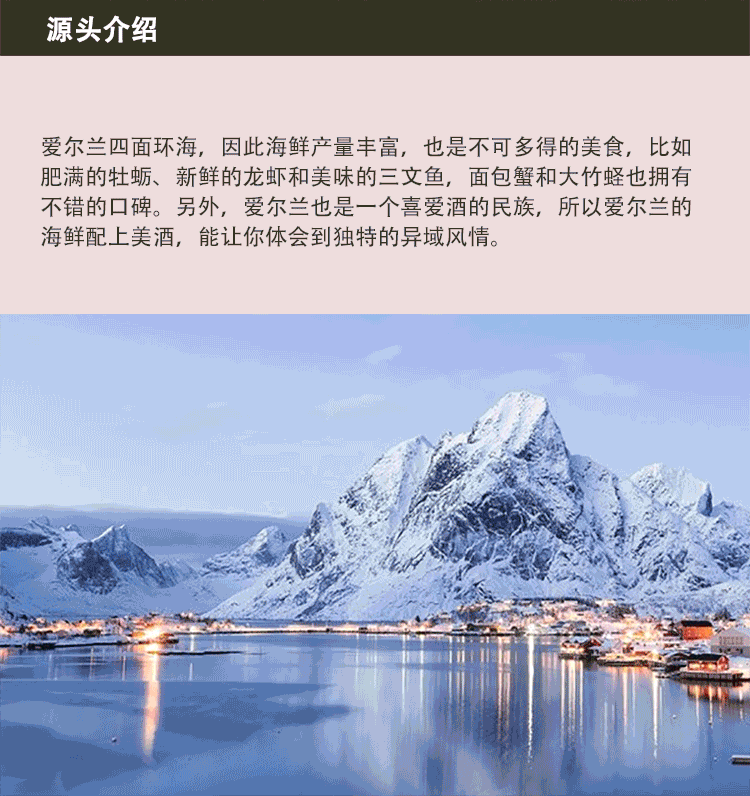 源头介绍
爱尔兰四面环海，因此海鲜产量丰富，也是不可多得的美食，比如
肥满的牡蛎、新鲜的龙虾和美味的三文鱼，面包蟹和大竹蛏也拥有
不错的口碑。另外，爱尔兰也是一个喜爱酒的民族，所以爱尔兰的
海鲜配上美酒，能让你体会到独特的异域风情。